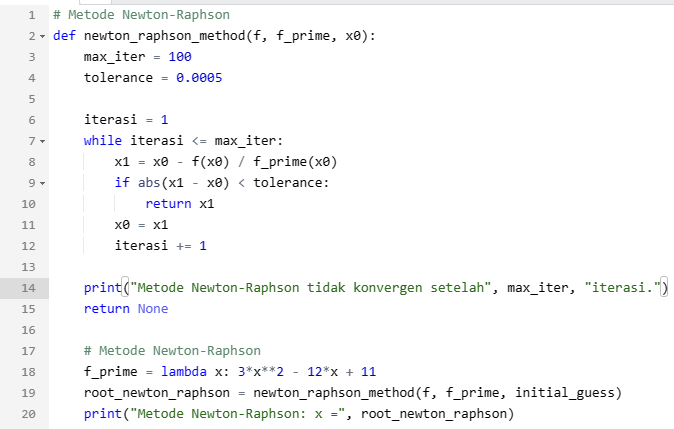 1 # Metode Newton-Raphson
2 def newton_raphson_method(f, f_prime, x0):
3     max_iter = 100
4     tolerance = 0.0005
5
6     iterasi = 1
7     while iterasi <= max_iter:
8         x1 = x0 - f(x0) / f_prime(x0)
9         if abs(x1 - x0) < tolerance:
10             return x1
11         x0 = x1
12         iterasi += 1
13
14     print("Metode Newton-Raphson tidak konvergen setelah", max_iter, "iterasi.")
15     return None
16
17     # Metode Newton-Raphson
18     f_prime = lambda x: 3*x**2 - 12*x + 11
19     root_newton_raphson = newton_raphson_method(f, f_prime, initial_guess)
20     print("Metode Newton-Raphson: x =", root_newton_raphson)